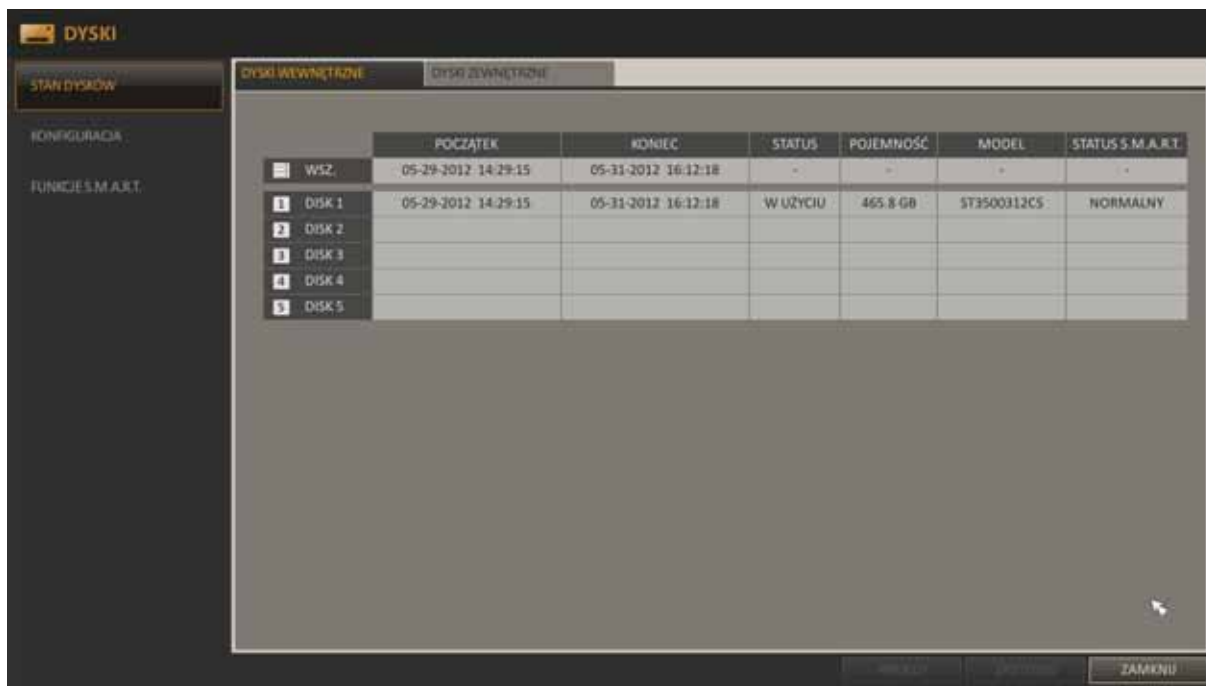 DYSKI
STAN DYSKÓW
KONFIGURACJA
FUNKCJE S.M.A.R.T.
DYSKI WEWNĘTRZNE DYSKI ZEWNĘTRZNE
POCZĄTEK KONIEC STATUS POJEMNOŚĆ MODEL STATUS S.M.A.R.T.
WSZ. 05-29-2012 14:29:15 05-31-2012 16:12:18 - - - -
1 DISK 1 05-29-2012 14:29:15 05-31-2012 16:12:18 W UŻYCIU 465.8 GB ST3500312CS NORMALNY
2 DISK 2
3 DISK 3
4 DISK 4
5 DISK 5
ZAMKNIJ